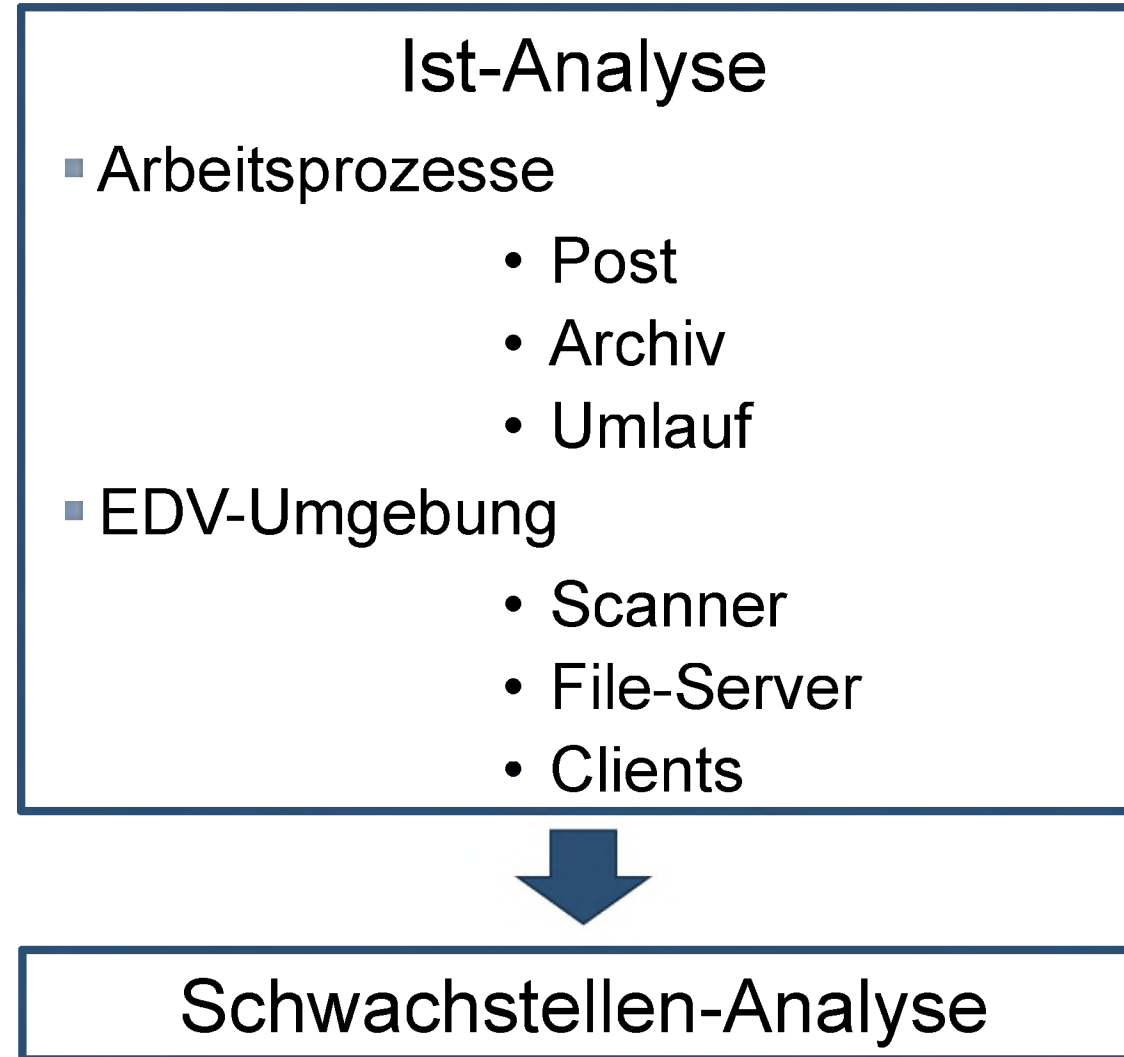 Ist-Analyse
▪ Arbeitsprozesse
• Post
• Archiv
• Umlauf
▪ EDV-Umgebung
• Scanner
• File-Server
• Clients
Schwachstellen-Analyse